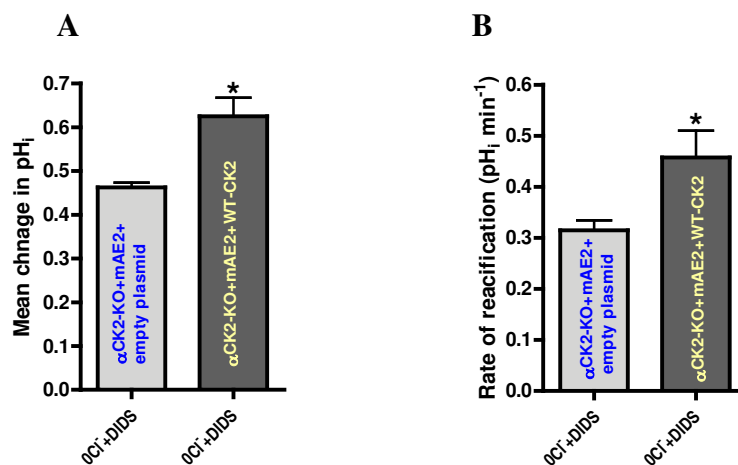 A
B
Mean chnage in pHi
0.7
0.6
0.5
0.4
0.3
0.2
0.1
0.0
*
αCK2-KO+mAE2+
empty plasmid
αCK2-KO+mAE2+WT-CK2
0Cl-+DIDS
0Cl-+DIDS
Rate of reacification (pHi min-1)
0.6
0.5
0.4
0.3
0.2
0.1
0.0
*
αCK2-KO+mAE2+
empty plasmid
αCK2-KO+mAE2+WT-CK2
0Cl-+DIDS
0Cl-+DIDS